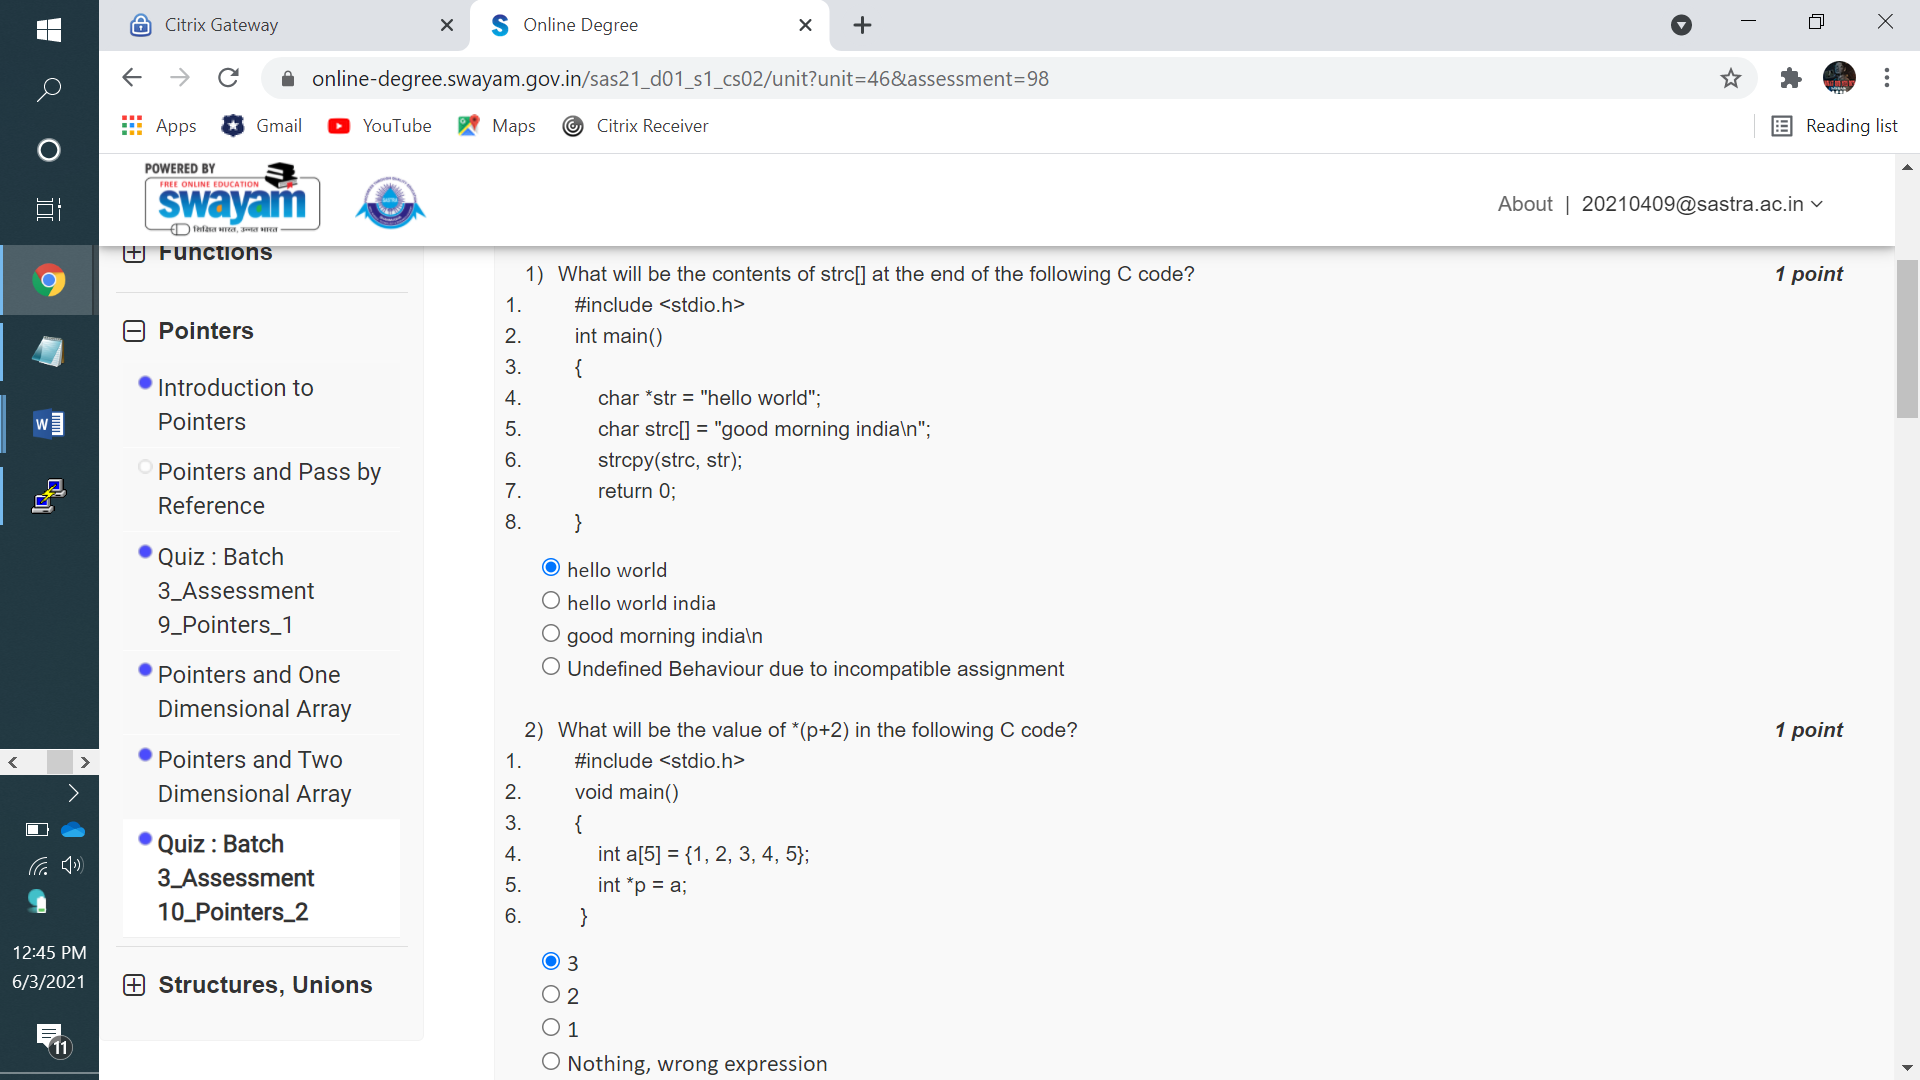 Citrix Gateway
Online Degree
online-degree.swayam.gov.in/sas21_d01_s1_cs02/unit?unit=46&assessment=98
Apps
Gmail
YouTube
Maps
Citrix Receiver
Reading list
POWERED BY
FREE ONLINE EDUCATION
swayam
शिक्षित भारत, उन्नत भारत
About | 20210409@sastra.ac.in
Functions
Pointers
Introduction to
Pointers
Pointers and Pass by
Reference
Quiz : Batch
3_Assessment
9_Pointers_1
Pointers and One
Dimensional Array
Pointers and Two
Dimensional Array
Quiz : Batch
3_Assessment
10_Pointers_2
Structures, Unions
1) What will be the contents of strc[] at the end of the following C code? 1 point
1. #include <stdio.h>
2. int main()
3. {
4. char *str = "hello world";
5. char strc[] = "good morning india\n";
6. strcpy(strc, str);
7. return 0;
8. }
hello world
hello world india
good morning india\n
Undefined Behaviour due to incompatible assignment
2) What will be the value of *(p+2) in the following C code? 1 point
1. #include <stdio.h>
2. void main()
3. {
4. int a[5] = {1, 2, 3, 4, 5};
5. int *p = a;
6. }
3
2
1
Nothing, wrong expression
W
12:45 PM
6/3/2021
11